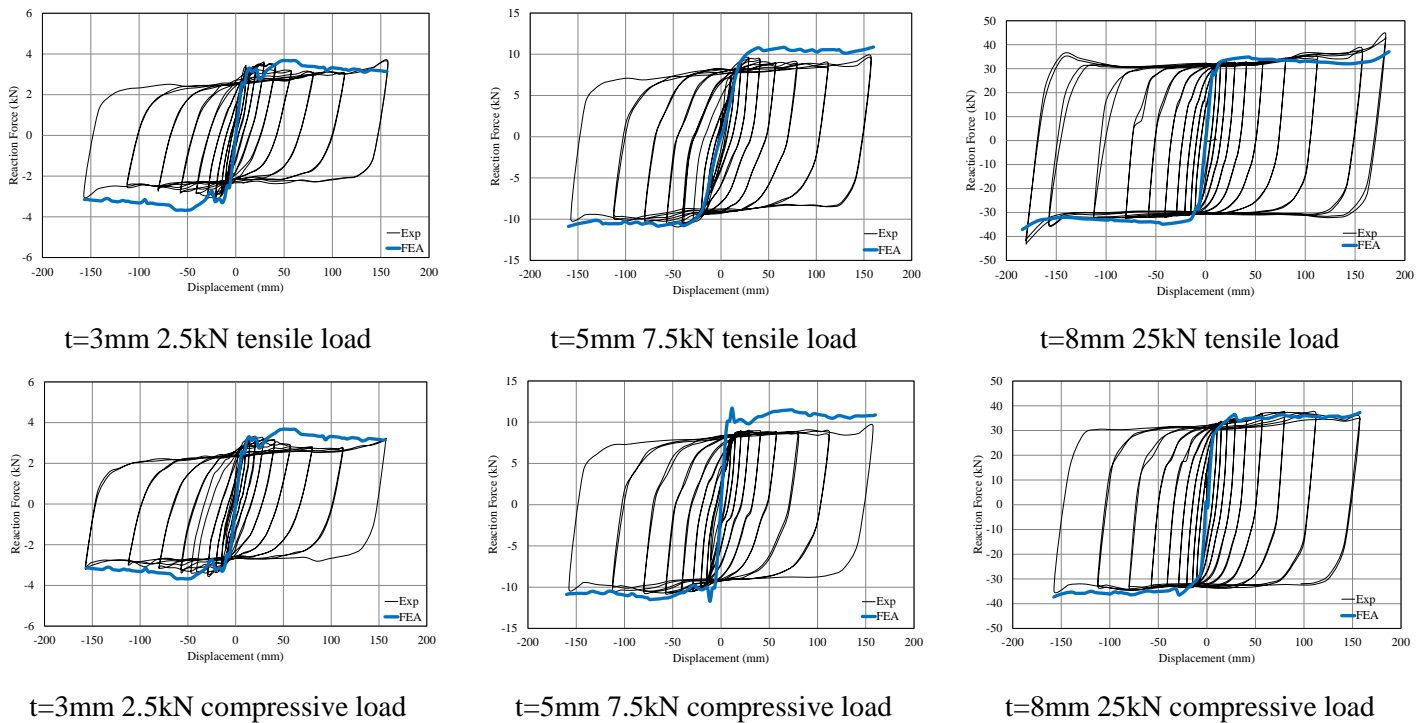 6
4
2
0
-2
-4
-6
Reaction Force (kN)
Exp
FEA
-200 -150 -100 -50 0 50 100 150 200
Displacement (mm)
t=3mm 2.5kN tensile load
15
10
5
0
-5
-10
-15
Reaction Force (kN)
Exp
FEA
-200 -150 -100 -50 0 50 100 150 200
Displacement (mm)
t=5mm 7.5kN tensile load
50
40
30
20
10
0
-10
-20
-30
-40
-50
Reaction Force (kN)
Exp
FEA
-200 -150 -100 -50 0 50 100 150 200
Displacement (mm)
t=8mm 25kN tensile load
6
4
2
0
-2
-4
-6
Reaction Force (kN)
Exp
FEA
-200 -150 -100 -50 0 50 100 150 200
Displacement (mm)
t=3mm 2.5kN compressive load
15
10
5
0
-5
-10
-15
Reaction Force (kN)
Exp
FEA
-200 -150 -100 -50 0 50 100 150 200
Displacement (mm)
t=5mm 7.5kN compressive load
50
40
30
20
10
0
-10
-20
-30
-40
-50
Reaction Force (kN)
Exp
FEA
-200 -150 -100 -50 0 50 100 150 200
Displacement (mm)
t=8mm 25kN compressive load